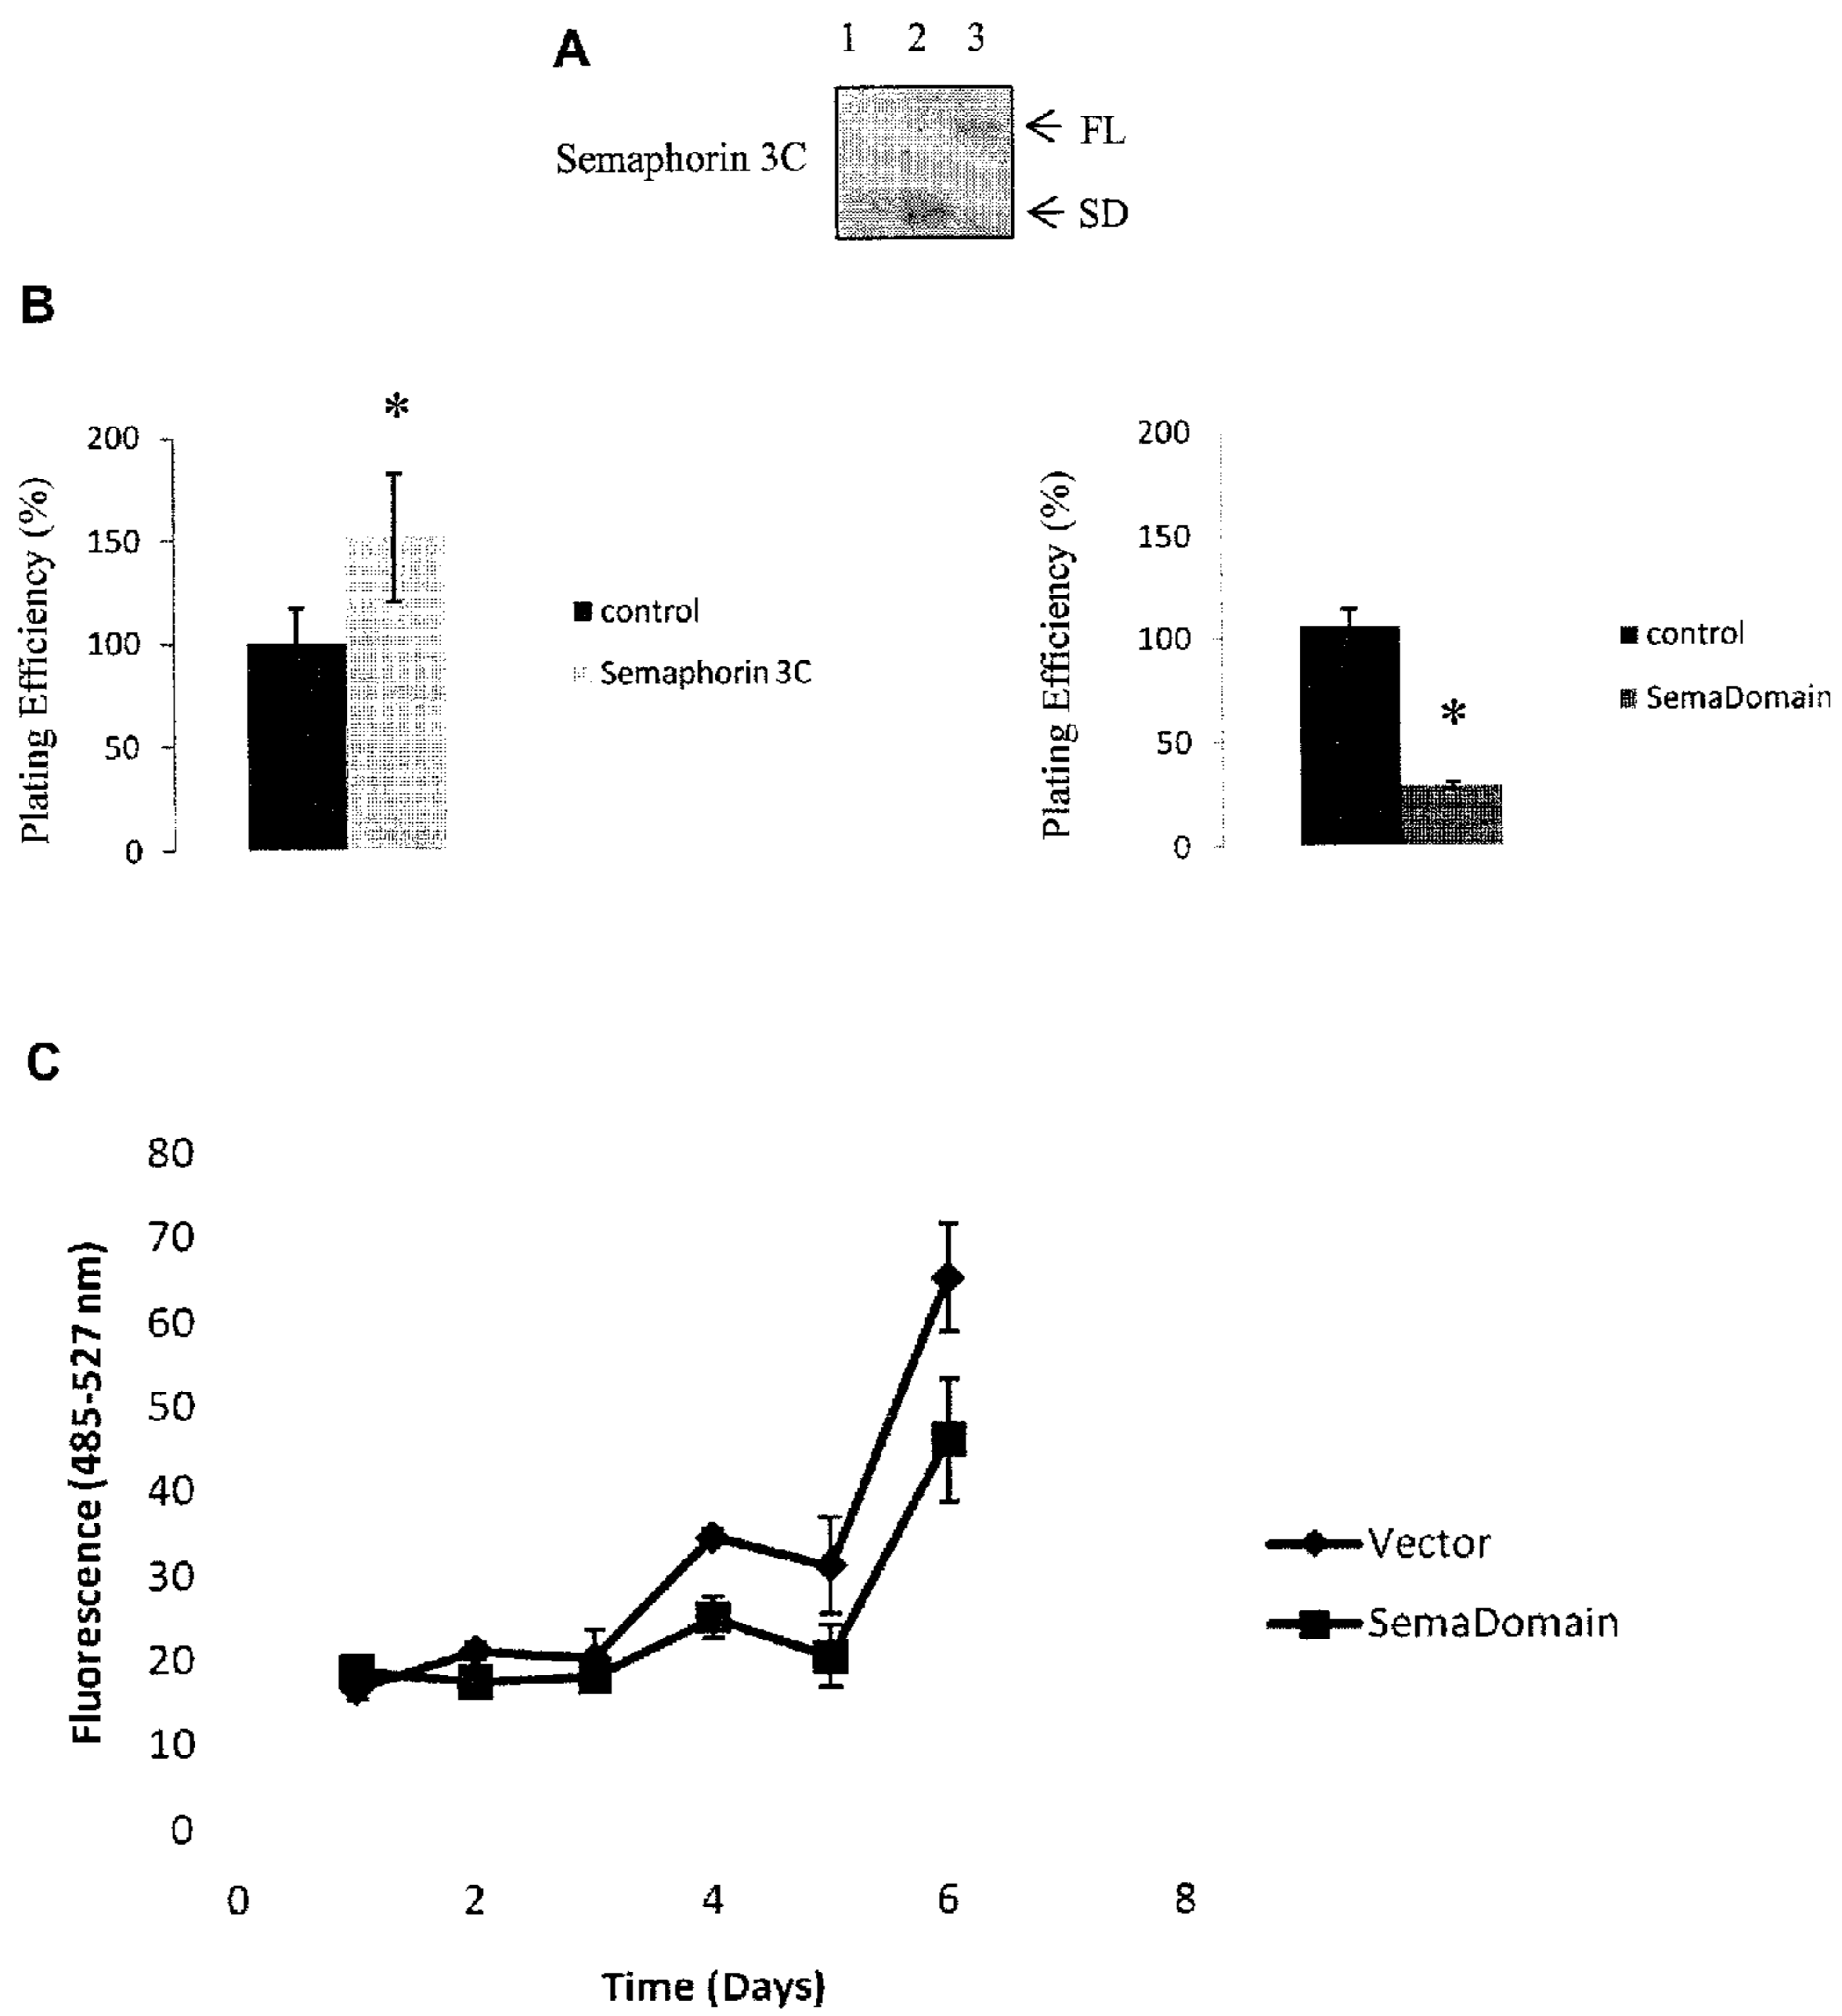 A
1 2 3
Semaphorin 3C
FL
SD
B
*
200
150
100
50
0
Plating Efficiency (%)
control
Semaphorin 3C
200
150
100
50
0
Plating Efficiency (%)
*
control
SemaDomain
C
80
70
60
50
40
30
20
10
0
Fluorescence (485-527 nm)
0 2 4 6 8
Time (Days)
Vector
SemaDomain